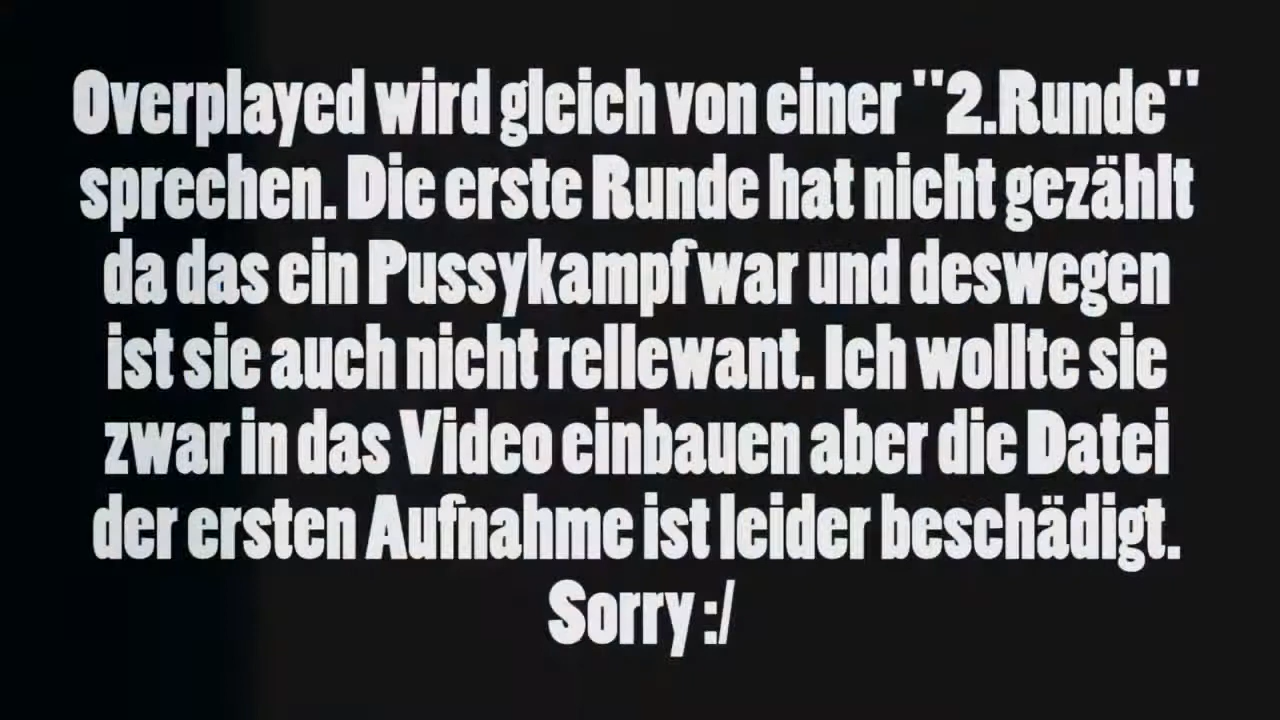 Overplayed wird gleich von einer "2.Runde"
sprechen. Die erste Runde hat nicht gezählt
da das ein Pussykampf war und deswegen
ist sie auch nicht rellewant. Ich wollte sie
zwar in das Video einbauen aber die Datei
der ersten Aufnahme ist leider beschädigt.
Sorry :/